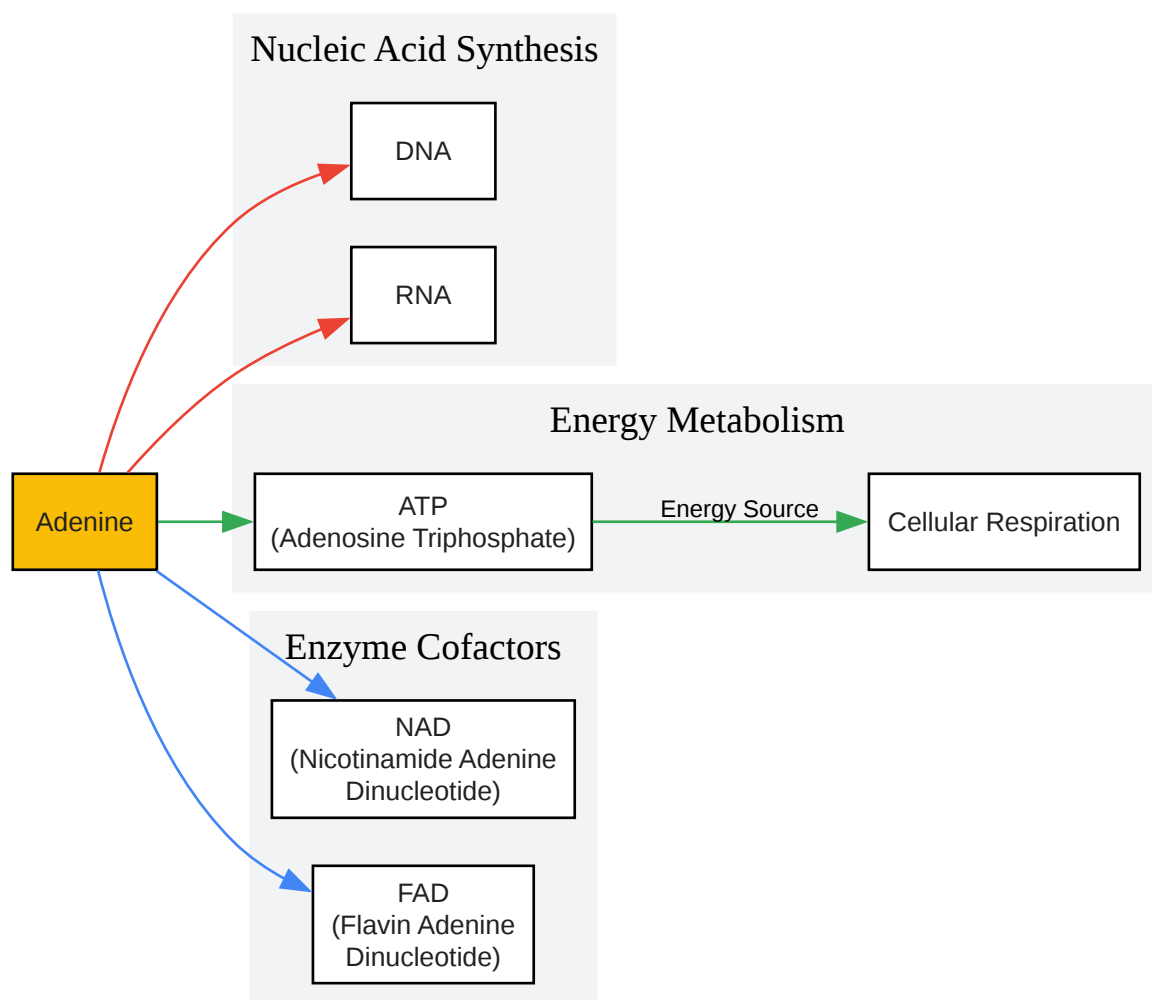 Nucleic Acid Synthesis
DNA
RNA
Energy Metabolism
Adenine
ATP
(Adenosine Triphosphate)
Energy Source
Cellular Respiration
Enzyme Cofactors
NAD
(Nicotinamide Adenine
Dinucleotide)
FAD
(Flavin Adenine
Dinucleotide)